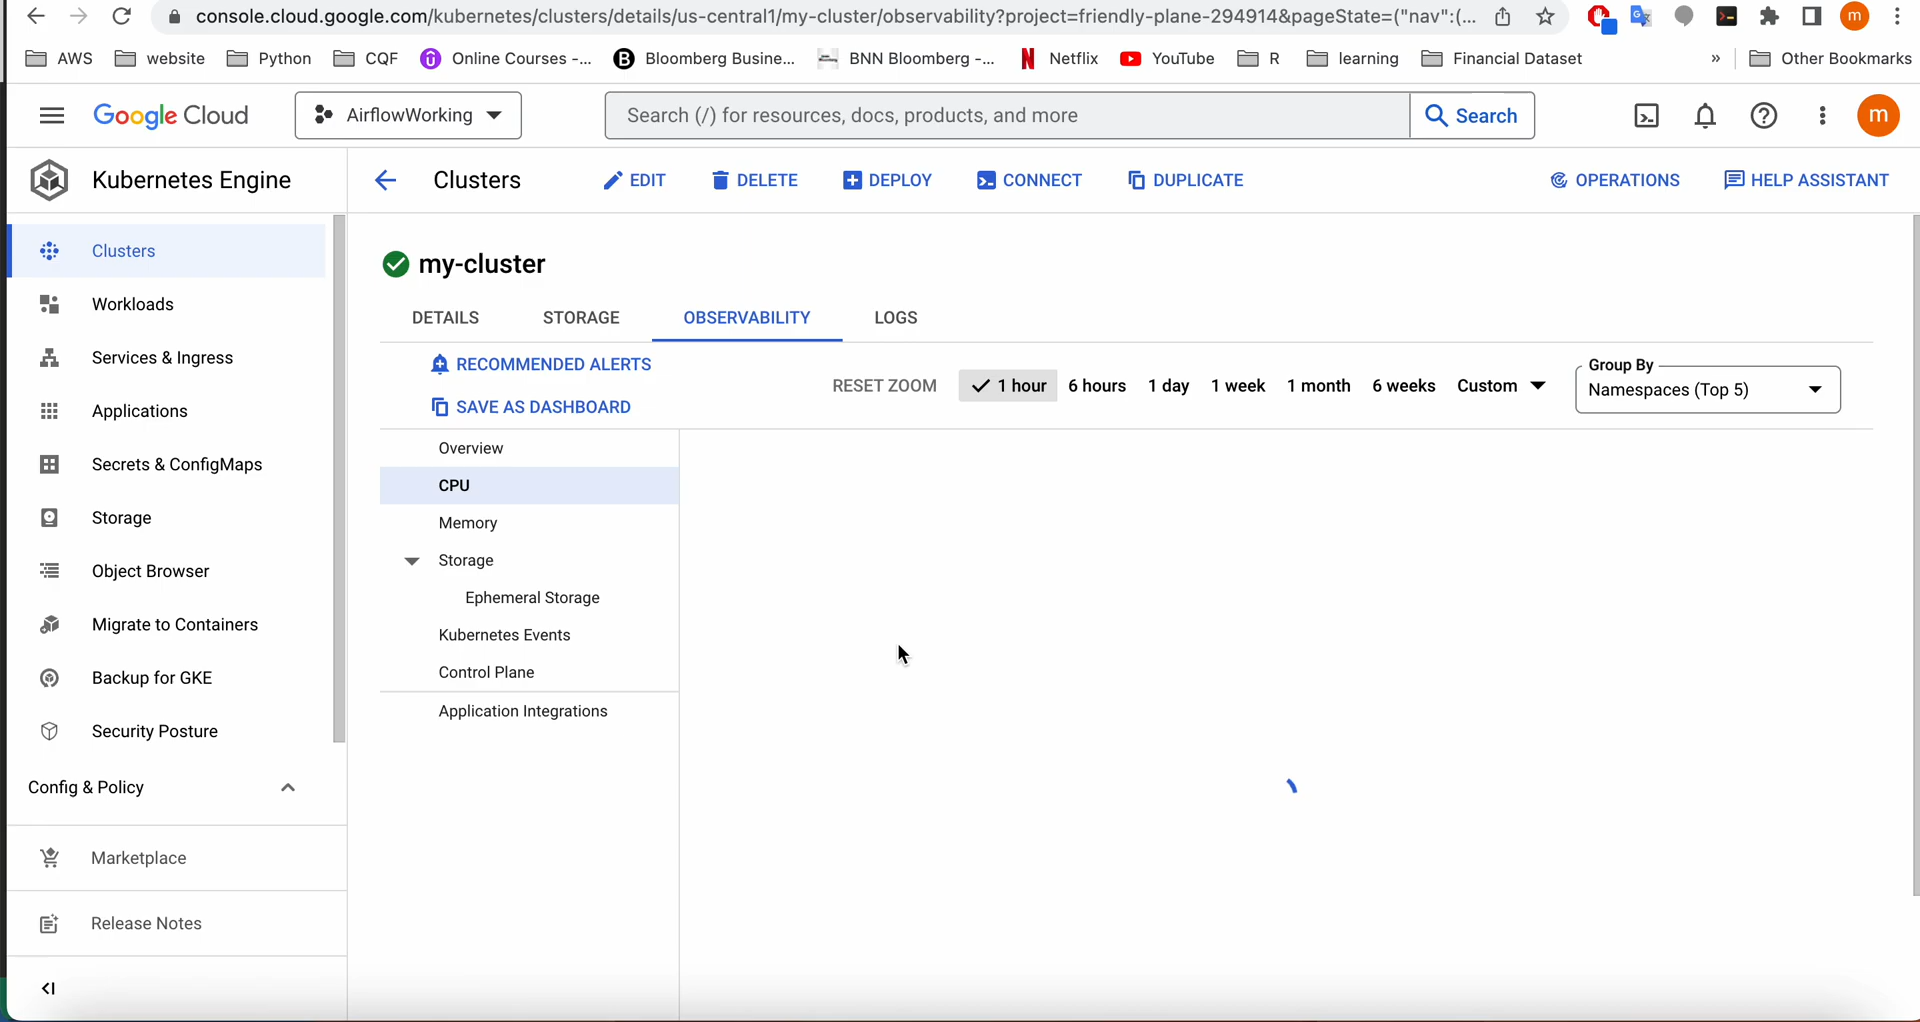 console.cloud.google.com/kubernetes/clusters/details/us-central1/my-cluster/observability?project=friendly-plane-294914&pageState=("nav":(...
m
AWS website Python CQF Online Courses -... Bloomberg Busine... BNN Bloomberg -... Netflix YouTube R learning Financial Dataset » Other Bookmarks
Google Cloud AirflowWorking Search (/) for resources, docs, products, and more Search m
Kubernetes Engine
Clusters EDIT DELETE DEPLOY CONNECT DUPLICATE OPERATIONS HELP ASSISTANT
Clusters
Workloads
Services & Ingress
Applications
Secrets & ConfigMaps
Storage
Object Browser
Migrate to Containers
Backup for GKE
Security Posture
Config & Policy
Marketplace
Release Notes
my-cluster
DETAILS STORAGE OBSERVABILITY LOGS
RECOMMENDED ALERTS
SAVE AS DASHBOARD
RESET ZOOM 1 hour 6 hours 1 day 1 week 1 month 6 weeks Custom
Group By
Namespaces (Top 5)
Overview
CPU
Memory
Storage
Ephemeral Storage
Kubernetes Events
Control Plane
Application Integrations